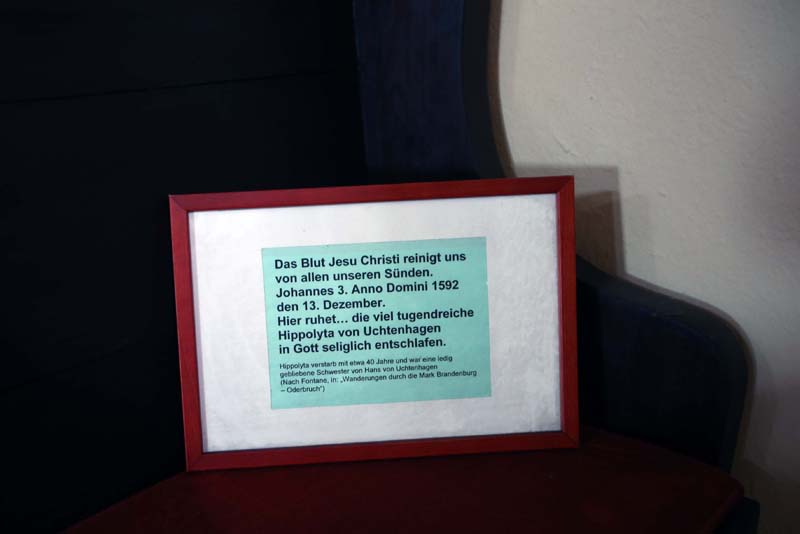 Das Blut Jesu Christi reinigt uns
von allen unseren Sünden.
Johannes 3. Anno Domini 1592
den 13. Dezember.
Hier ruhet... die viel tugendreiche
Hippolyta von Uchtenhagen
in Gott seliglich entschlafen.
Hippolyta verstarb mit etwa 40 Jahre und war eine ledig
gebliebene Schwester von Hans von Uchtenhagen
(Nach Fontane, in: „Wanderungen durch die Mark Brandenburg
– Oderbruch“)